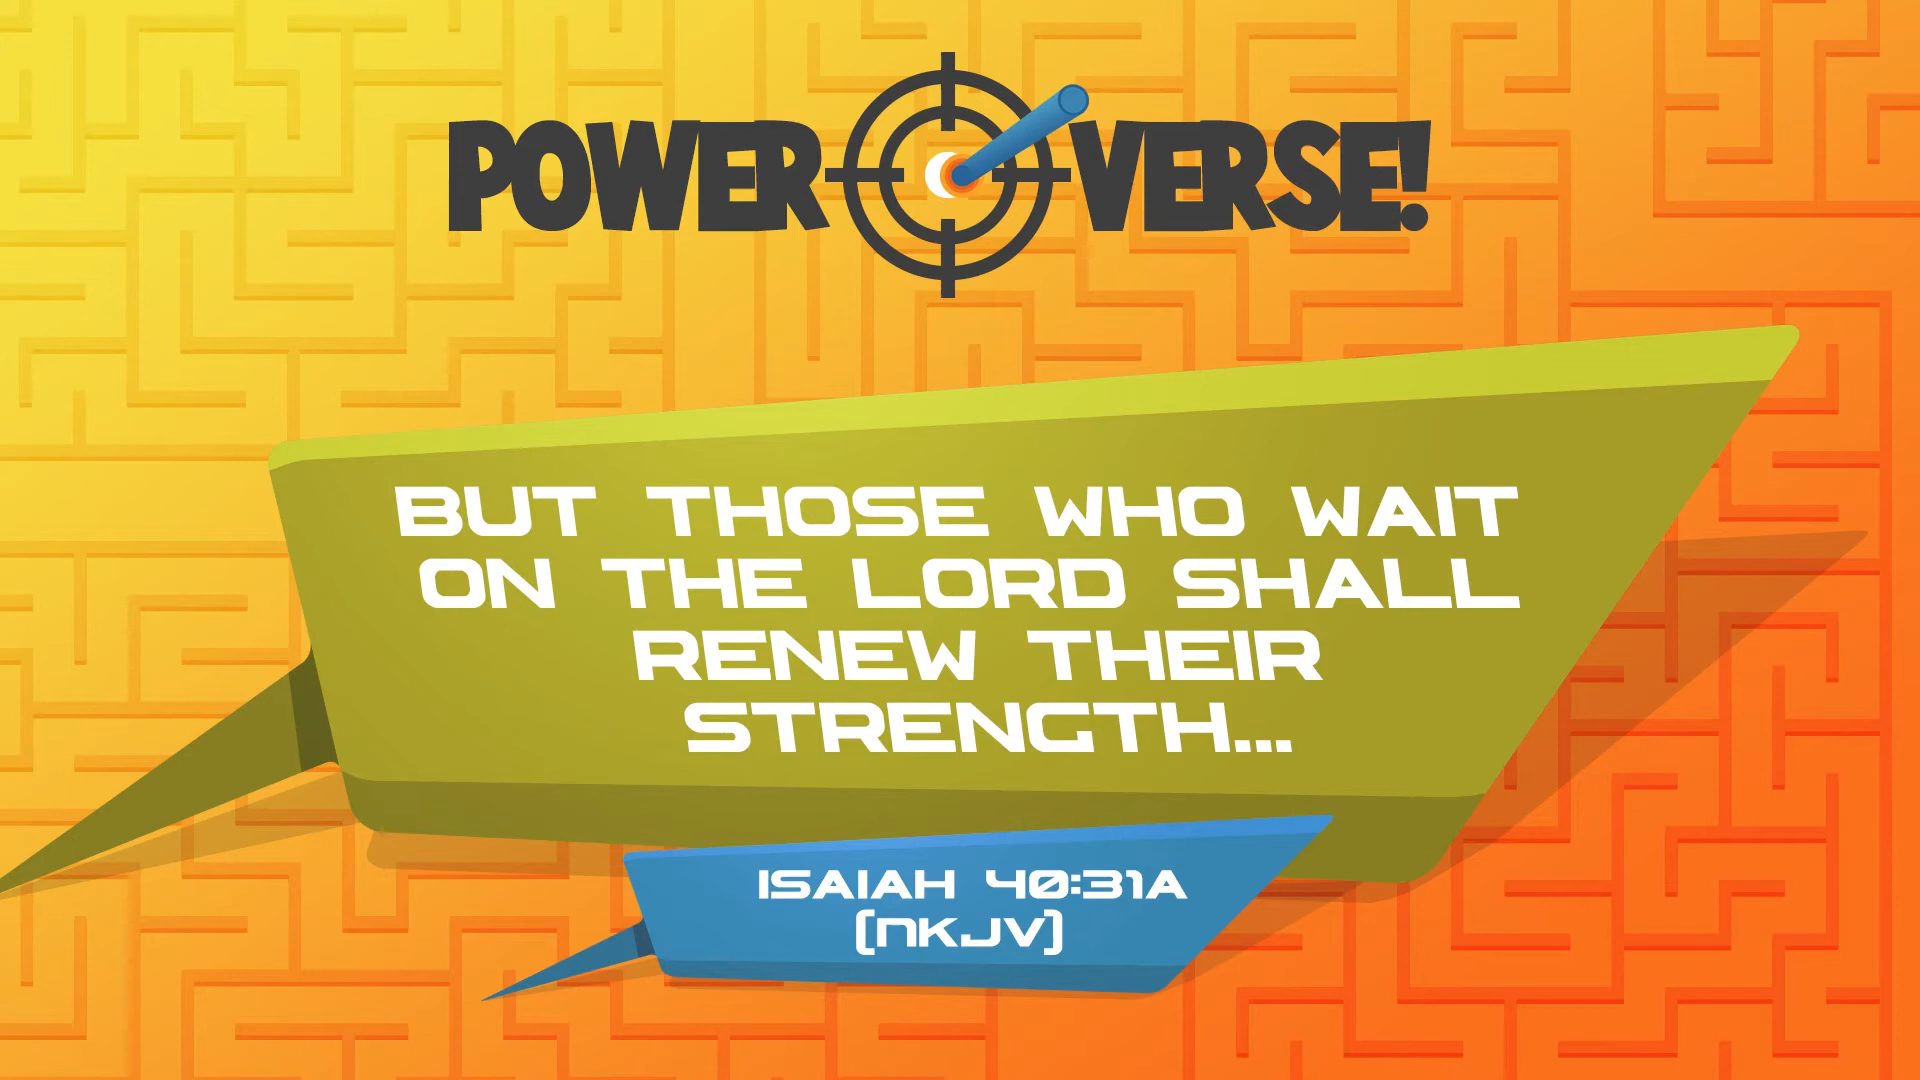 POWER VERSE!
BUT THOSE WHO WAIT
ON THE LORD SHALL
RENEW THEIR
STRENGTH...
ISAIAH 40:31A
(NKJV)